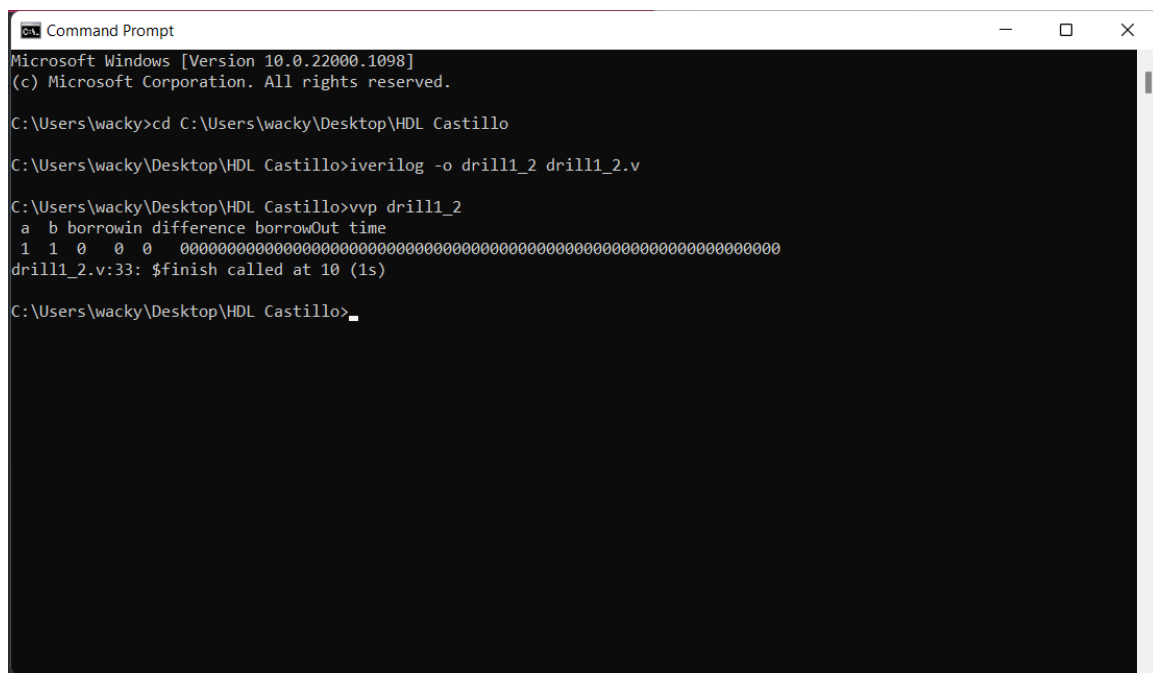 Command Prompt
Microsoft Windows [Version 10.0.22000.1098]
(c) Microsoft Corporation. All rights reserved.
C:\Users\wacky>cd C:\Users\wacky\Desktop\HDL Castillo
C:\Users\wacky\Desktop\HDL Castillo>iverilog -o drill1_2 drill1_2.v
C:\Users\wacky\Desktop\HDL Castillo>vvp drill1_2
a b borrowin difference borrowOut time
1 1 0 0 0 0000000000000000000000000000000000000000000000000000000000000000
drill1_2.v:33: $finish called at 10 (1s)
C:\Users\wacky\Desktop\HDL Castillo>